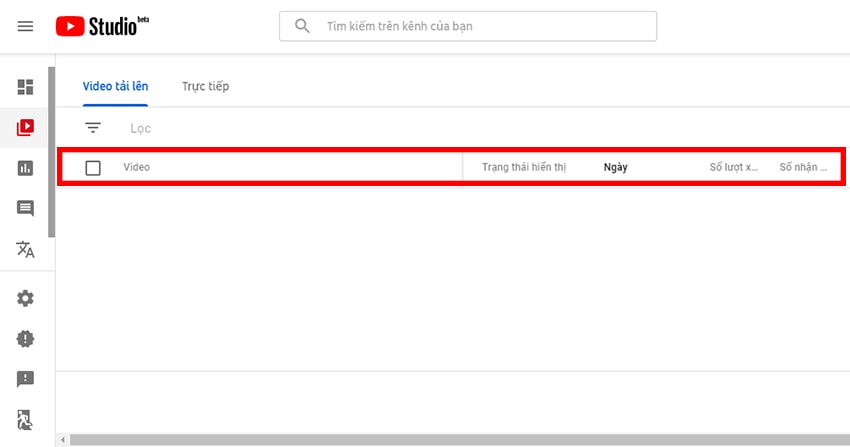 Studio beta
Tìm kiếm trên kênh của bạn
Video tải lên Trực tiếp
Lọc
Video Trạng thái hiển thị Ngày Số lượt x... Số nhận ...